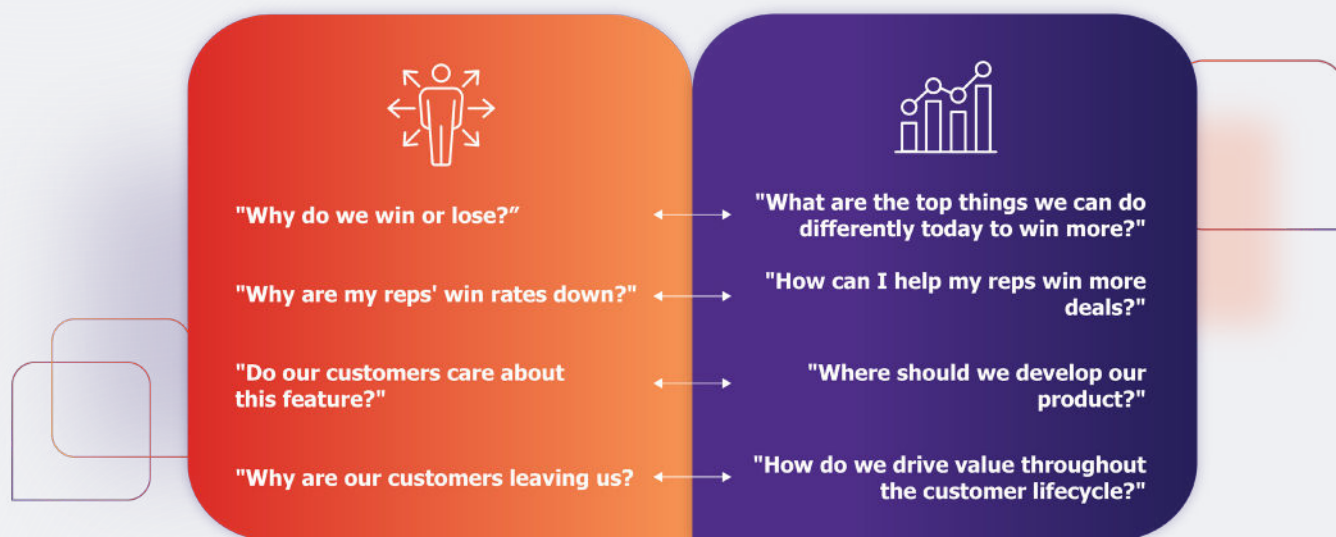 "Why do we win or lose?”
"What are the top things we can do
differently today to win more?"
"Why are my reps' win rates down?"
"How can I help my reps win more
deals?"
"Do our customers care about
this feature?"
"Where should we develop our
product?"
"Why are our customers leaving us?
"How do we drive value throughout
the customer lifecycle?"